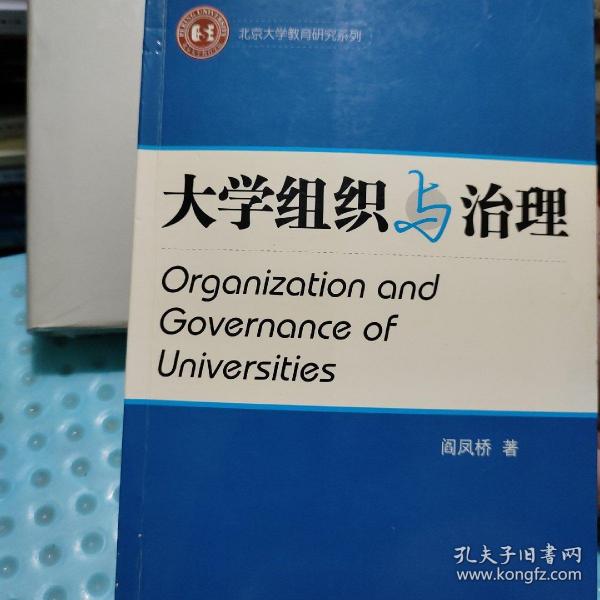 北京大学教育研究系列
大学组织与治理
Organization and
Governance of
Universities
阎凤桥 著
孔夫子旧书网
www.kongfz.com